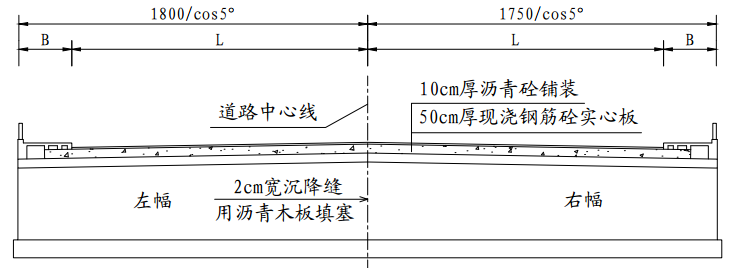 1800/cos5° 1750/cos5°
B L L B
道路中心线
10cm厚沥青砼铺装
50cm厚现浇钢筋砼实心板
左幅
2cm宽沉降缝
用沥青木板填塞
右幅